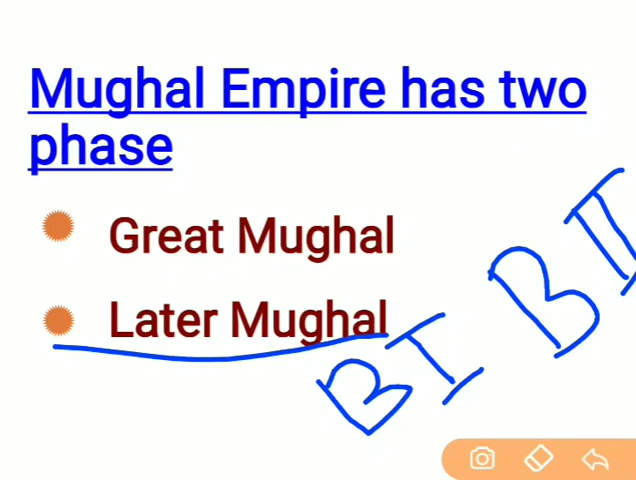 Mughal Empire has two
phase
Great Mughal
Later Mughal
BI BII